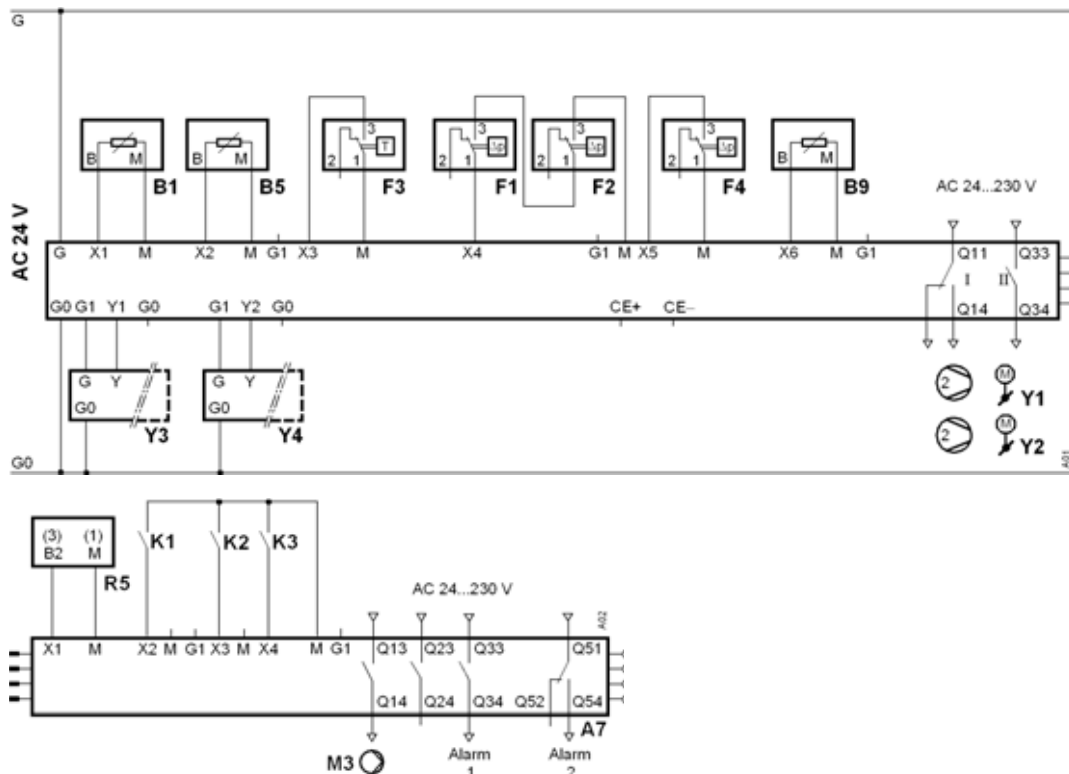 G
3 3 3 3
B M B M 2 1 T 2 1 Δp 2 1 Δp 2 1 Δp B M
B1 B5 F3 F1 F2 F4 B9
AC 24...230 V
AC 24 V
G X1 M X2 M G1 X3 M X4 G1 M X5 M X6 M G1 Q11 Q33
I II
G0 G1 Y1 G0 G1 Y2 G0 CE+ CE– Q14 Q34
G Y G Y
G0 G0
Y3 Y4
2 M Y1
2 M Y2
G0
A01
(3) (1)
B2 M
R5
K1 K2 K3
AC 24...230 V
A02
X1 M X2 M G1 X3 M X4 M G1 Q13 Q23 Q33 Q51
Q14 Q24 Q34 Q52 Q54
A7
M3 Alarm Alarm
1 2